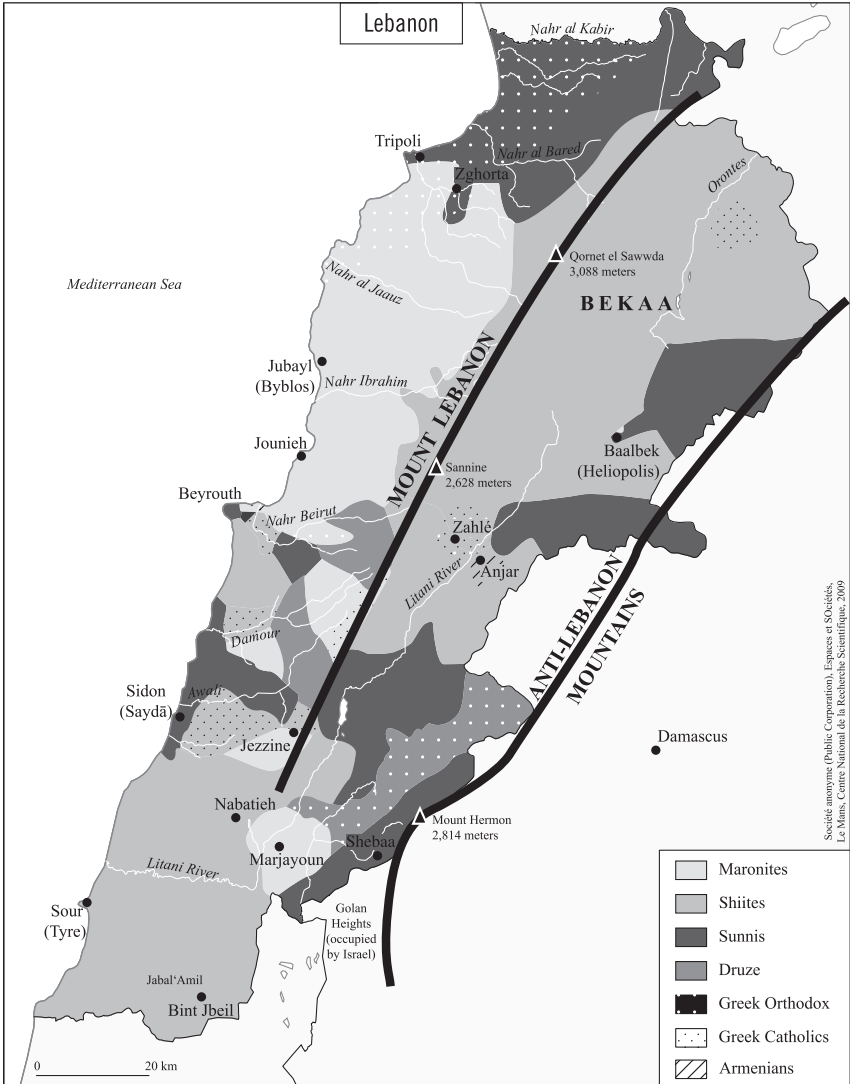 Lebanon
Nahr al Kabir
Tripoli
Nahr al Bared
Zghorta
Orontes
Qornet el Sawwda
3,088 meters
Mediterranean Sea
Nahr al Jaauz
BEKAA
MOUNT LEBANON
Jubayl
(Byblos)
Nahr Ibrahim
Jounieh
Baalbek
(Heliopolis)
Sannine
2,628 meters
Beyrouth
Nahr Beirut
Zahlé
Anjar
Litani River
ANTI-LEBANON
MOUNTAINS
Damour
Sidon
(Saydā)
Awali
Jezzine
Damascus
Nabatieh
Mount Hermon
2,814 meters
Shebaa
Marjayoun
Litani River
Sour
(Tyre)
Golan
Heights
(occupied
by Israel)
Jabal‘Amil
Bint Jbeil
0 20 km
Maronites
Shiites
Sunnis
Druze
Greek Orthodox
Greek Catholics
Armenians
Société anonyme (Public Corporation), Espaces et SOciétés,
Le Mans, Centre National de la Recherche Scientifique, 2009